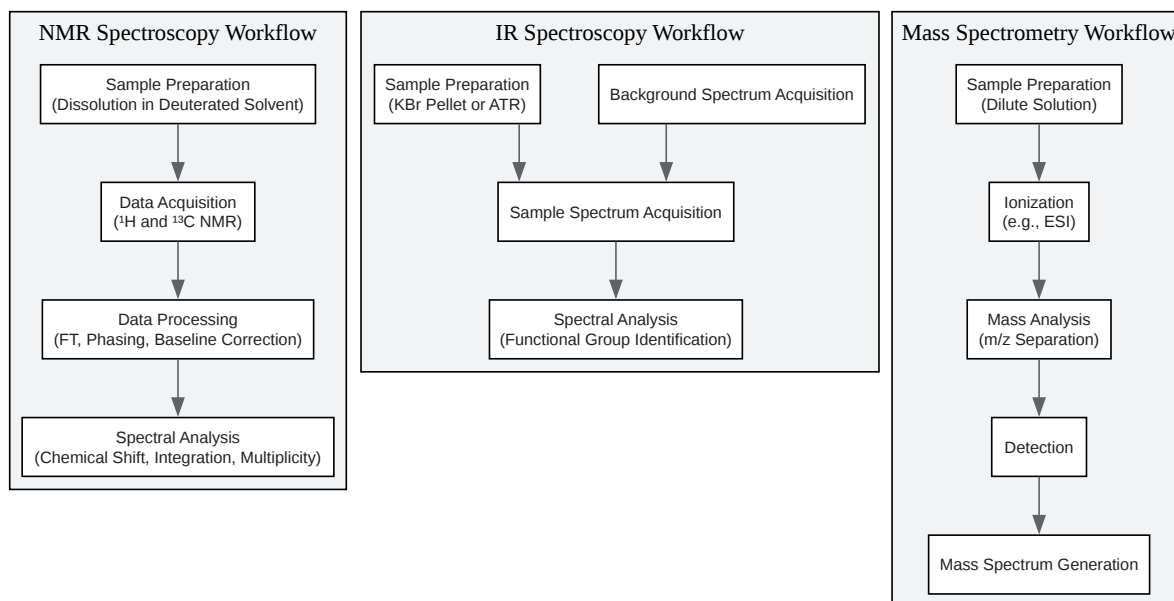 NMR Spectroscopy Workflow
Sample Preparation
(Dissolution in Deuterated Solvent)
Data Acquisition
(¹H and ¹³C NMR)
Data Processing
(FT, Phasing, Baseline Correction)
Spectral Analysis
(Chemical Shift, Integration, Multiplicity)
IR Spectroscopy Workflow
Sample Preparation
(KBr Pellet or ATR)
Background Spectrum Acquisition
Sample Spectrum Acquisition
Spectral Analysis
(Functional Group Identification)
Mass Spectrometry Workflow
Sample Preparation
(Dilute Solution)
Ionization
(e.g., ESI)
Mass Analysis
(m/z Separation)
Detection
Mass Spectrum Generation